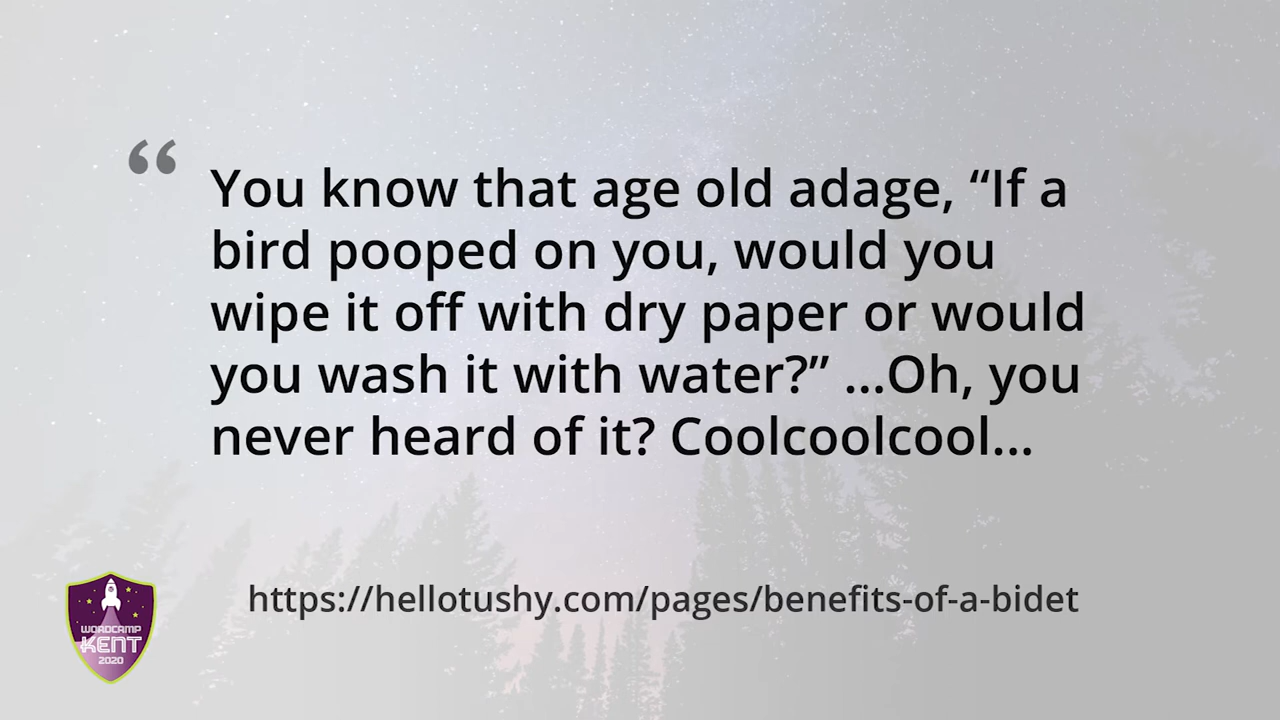 “
You know that age old adage, “If a
bird pooped on you, would you
wipe it off with dry paper or would
you wash it with water?” ...Oh, you
never heard of it? Coolcoolcool...
https://hellotushy.com/pages/benefits-of-a-bidet
WORDCAMP
KENT
2020